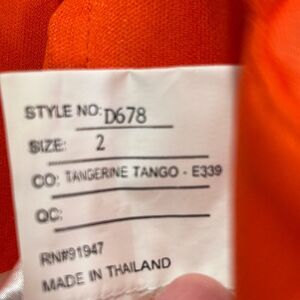 STYLE NO: D678
SIZE: 2
CO: TANGERINE TANGO - E339
QC:
RN#91947
MADE IN THAILAND